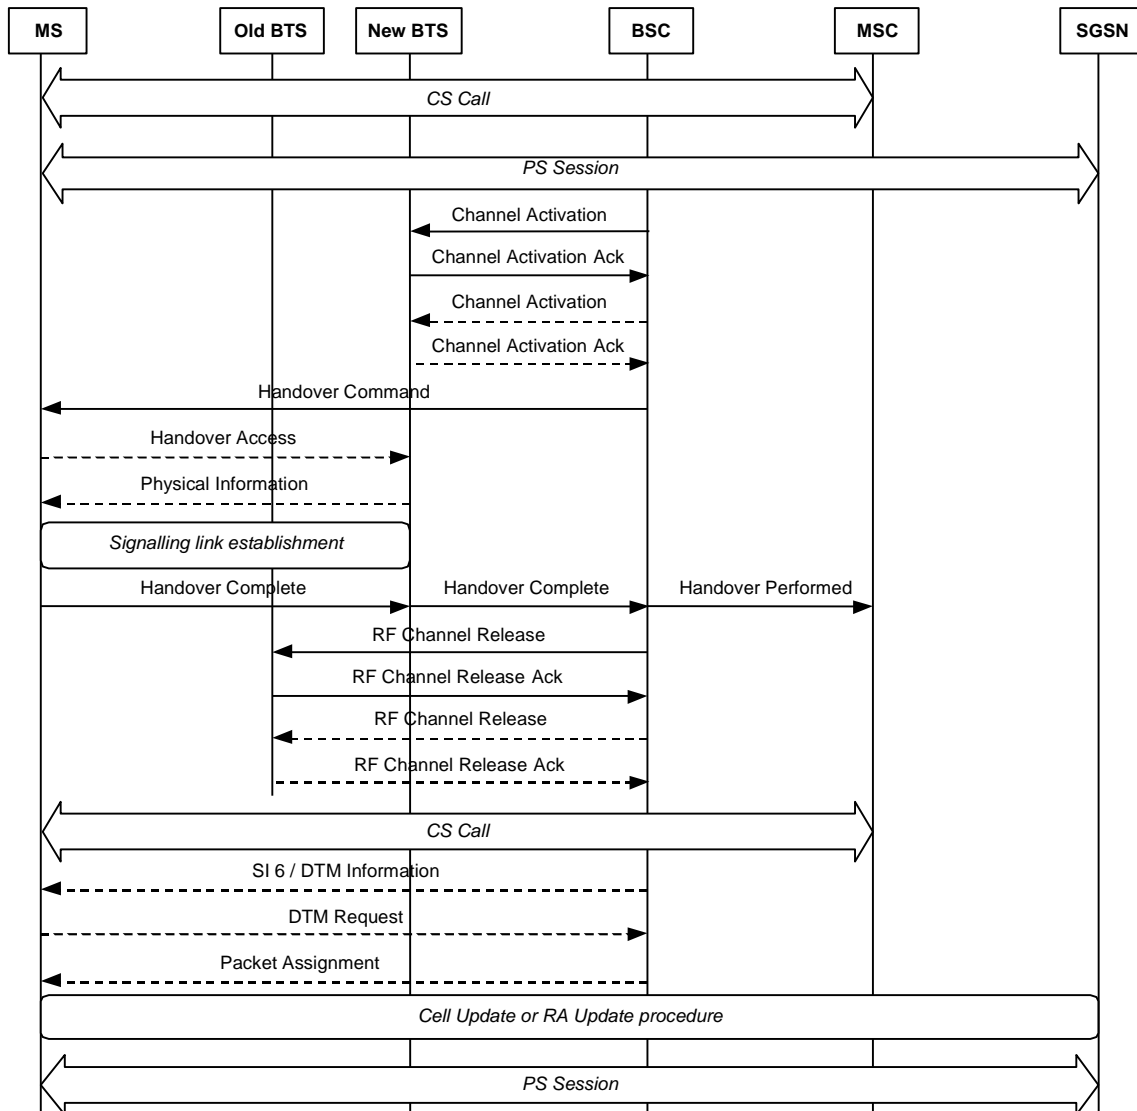 MS
Old BTS
New BTS
BSC
MSC
SGSN
CS Call
PS Session
Channel Activation
Channel Activation Ack
Channel Activation
Channel Activation Ack
Handover Command
Handover Access
Physical Information
Signalling link establishment
Handover Complete
Handover Complete
Handover Performed
RF Channel Release
RF Channel Release Ack
RF Channel Release
RF Channel Release Ack
CS Call
SI 6 / DTM Information
DTM Request
Packet Assignment
Cell Update or RA Update procedure
PS Session